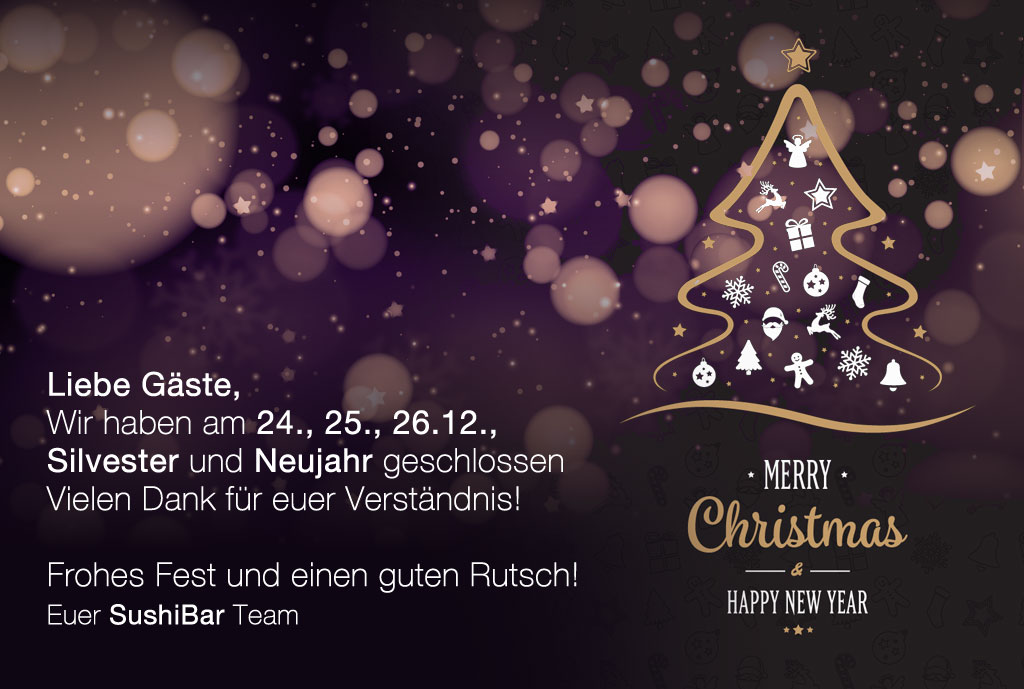 Liebe Gäste,
Wir haben am 24., 25., 26.12.,
Silvester und Neujahr geschlossen
Vielen Dank für euer Verständnis!
Frohes Fest und einen guten Rutsch!
Euer SushiBar Team
MERRY
Christmas
&
HAPPY NEW YEAR